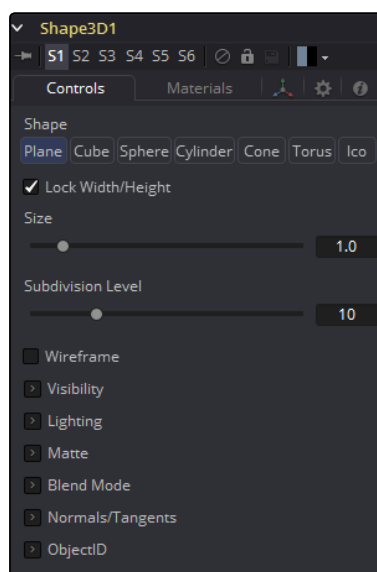 Shape3D1
S1 S2 S3 S4 S5 S6
Controls Materials
Shape
Plane Cube Sphere Cylinder Cone Torus Ico
Lock Width/Height
Size
1.0
Subdivision Level
10
Wireframe
Visibility
Lighting
Matte
Blend Mode
Normals/Tangents
ObjectID